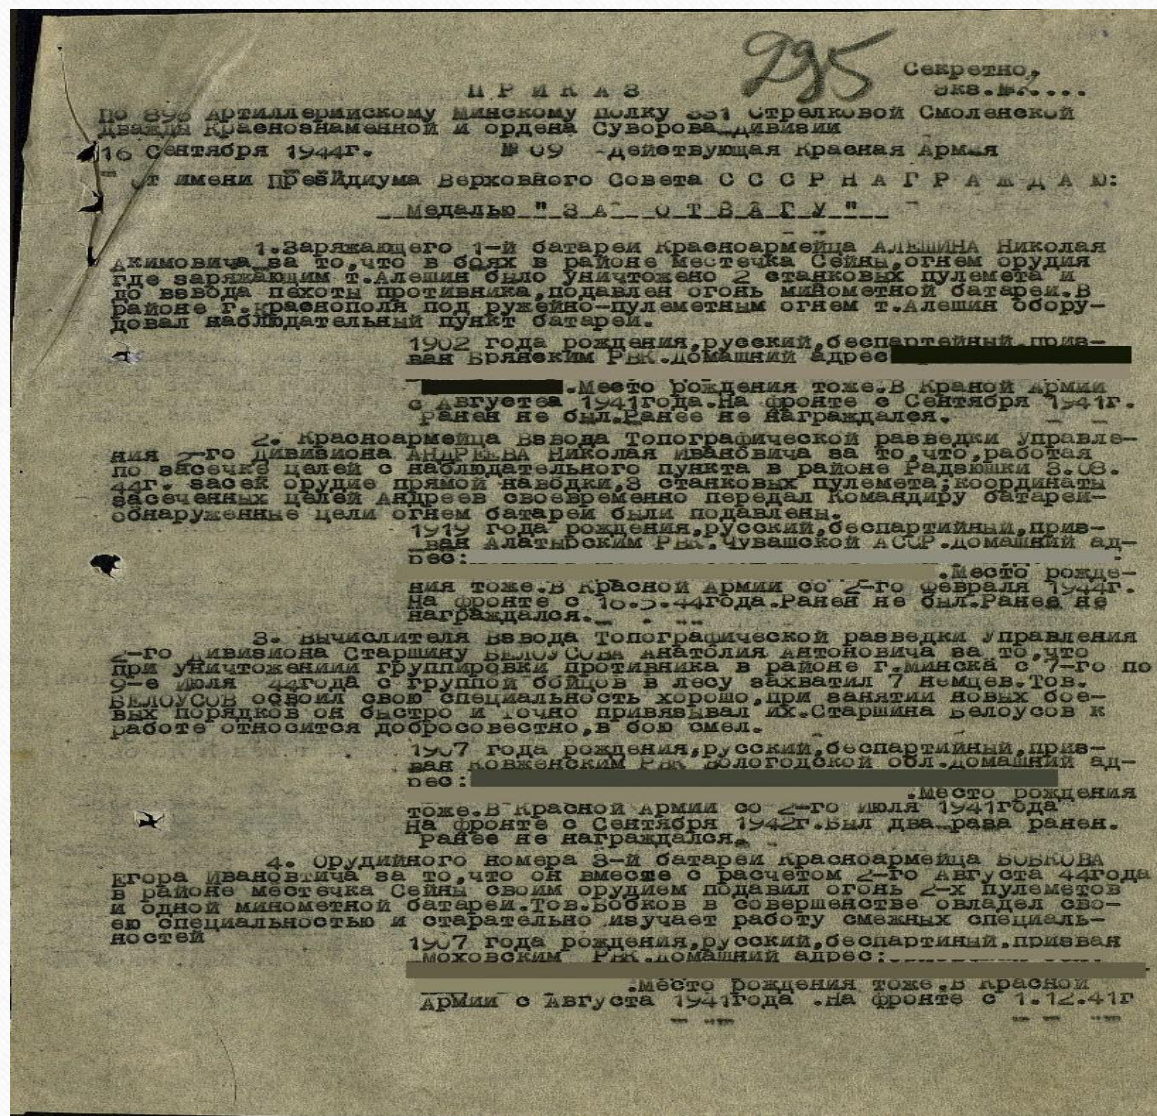 295
Секретно.
Экз.№....
П Р И К А З
По 896 Артиллерийскому Минскому полку 331 Стрелковой Смоленской
дважды Краснознаменной и ордена Суворова дивизии
16 Сентября 1944г. № 09 Действующая Красная Армия
От имени Президиума Верховного Совета С С С Р Н А Г Р А Ж Д А Ю:
Медалью "З А О Т В А Г У"
1.Заряжающего 1-й батареи Красноармейца АЛЕШИНА Николая
Акимовича за то,что в боях в районе местечка Сейны,огнем орудия
где заряжающим т.Алешин было уничтожено 2 станковых пулемета и
до взвода пехоты противника,подавлен огонь минометной батареи.В
районе г.Краснополя под ружейно-пулеметным огнем т.Алешин обору-
довал наблюдательный пункт батареи.
1902 года рождения,русский,беспартейный,приз-
ван Брянским РВК.Домашний адрес
.Место рождения тоже.В Краной Армии
с Августеа 1941года.На фронте с Сентября 1941г.
Ранен не был.Ранее не награждался.
2. Красноармейца Взвода Топографической разведки Управле-
ния 2-го Дивизиона АНДРЕЕВА Николая Ивановича за то,что,работая
по засечке целей с наблюдательного пункта в районе Радзюшки 3.08.
44г. засек орудие прямой наводки,3 станковых пулемета;координаты
засеченных целей Андреев своевременно передал Командиру батареи-
обнаруженные цели огнем батареи были подавлены.
1919 года рождения,русский,беспартийный,приз-
ван Алатырским РВК.Чувашской АССР.Домашний ад-
рес:
.Место рожде-
ния тоже.В Красной Армии со 2-го февраля 1944г.
На фронте с 18.5.44года.Ранен не был.Ранее не
награждался.
3. Вычислителя Взвода Топографической разведки Управления
2-го дивизиона Старшину БЕЛОУСОВА Анатолия Антоновича за то,что
при уничтожениии группировки противника в районе г.Минска с 7-го по
9-е Июля 44года с группой бойцов в лесу захватил 7 немцев.Тов.
БЕЛОУСОВ освоил свою специальность хорошо,при занятии новых бое-
вых порядков он быстро и точно привязывал их.Старшина Белоусов к
работе относится добросовестно,в бою смел.
1907 года рождения,русский,беспартийный,приз-
ван Ковженским РВК Вологодской обл.Домашний ад-
рес:
.Место рождения
тоже.В Красной Армии со 2-го Июля 1941года
На фронте с Сентября 1942г.Был два раза ранен.
Ранее не награждался.
4. Орудийного номера 3-й батареи Красноармейца БОБКОВА
Егора Ивановтича за то,что он вместе с расчетом 2-го Августа 44года
в районе местечка Сейны своим орудием подавил огонь 2-х пулеметов
и одной минометной батареи.Тов.Бобков в совершенстве овладел сво-
ею специальностью и старательно изучает работу смежных специаль-
ностей
1907 года рождения,русский,беспартиный,призван
Моховским РВК.Домашний адрес:
.Место рождения тоже.В Красной
Армии с Августа 1941года .На фронте с 1.12.41г